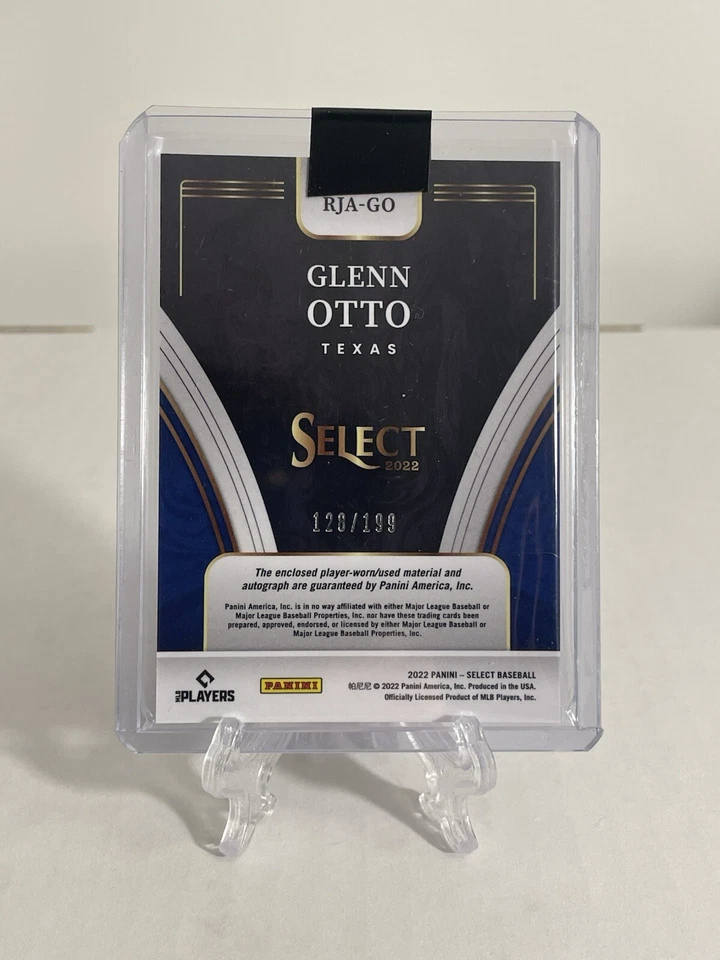 RJA-GO
GLENN
OTTO
TEXAS
SELECT
2022
128/199
The enclosed player-worn/used material and
autograph are guaranteed by Panini America, Inc.
Panini America, Inc. is in no way affiliated with either Major League Baseball or
Major League Baseball Properties, Inc. nor have these trading cards been
prepared, approved, endorsed, or licensed by either Major League Baseball or
Major League Baseball Properties, Inc.
MLB PLAYERS
PANINI
2022 PANINI – SELECT BASEBALL
帕尼尼 © 2022 Panini America, Inc. Produced in the USA.
Officially Licensed Product of MLB Players, Inc.